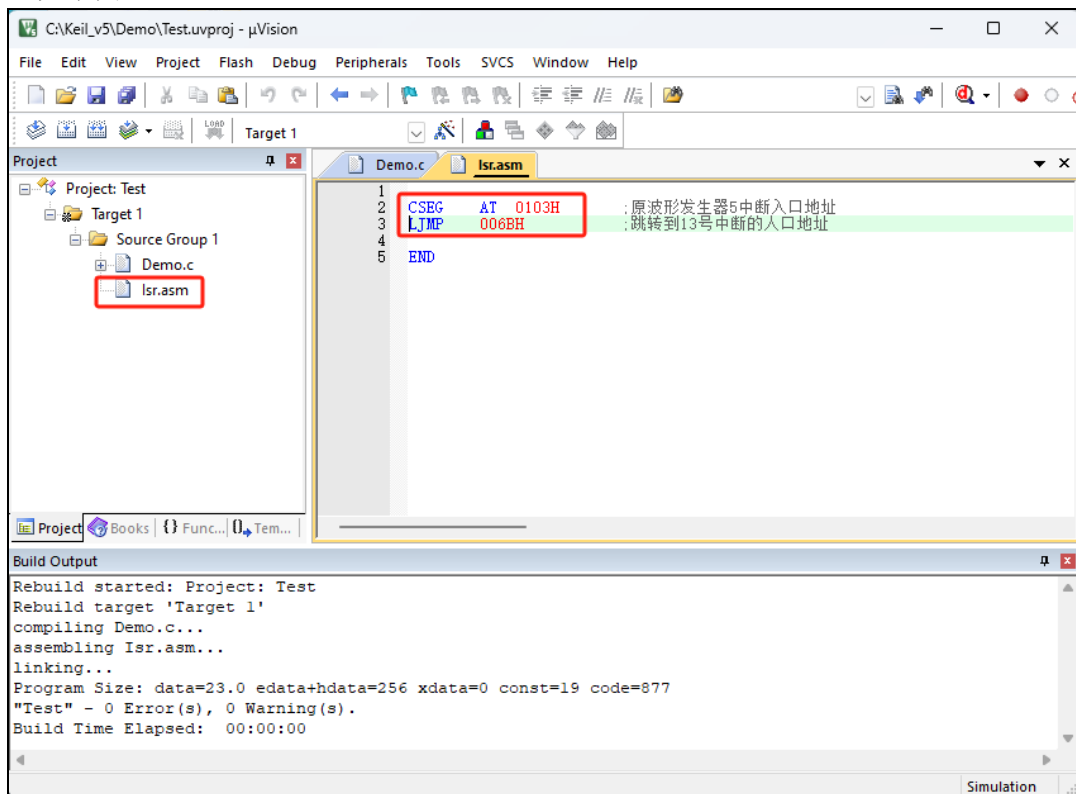 C:\Keil_v5\Demo\Test.uvproj - µVision
File Edit View Project Flash Debug Peripherals Tools SVCS Window Help
LOAD Target 1
Project
Demo.c Isr.asm
Project: Test
Target 1
Source Group 1
Demo.c
Isr.asm
1
2 CSEG AT 0103H ;原波形发生器5中断入口地址
3 LJMP 006BH ;跳转到13号中断的人口地址
4
5 END
Project Books {} Func... 0 Tem...
Build Output
Rebuild started: Project: Test
Rebuild target 'Target 1'
compiling Demo.c...
assembling Isr.asm...
linking...
Program Size: data=23.0 edata+hdata=256 xdata=0 const=19 code=877
"Test" - 0 Error(s), 0 Warning(s).
Build Time Elapsed: 00:00:00
Simulation